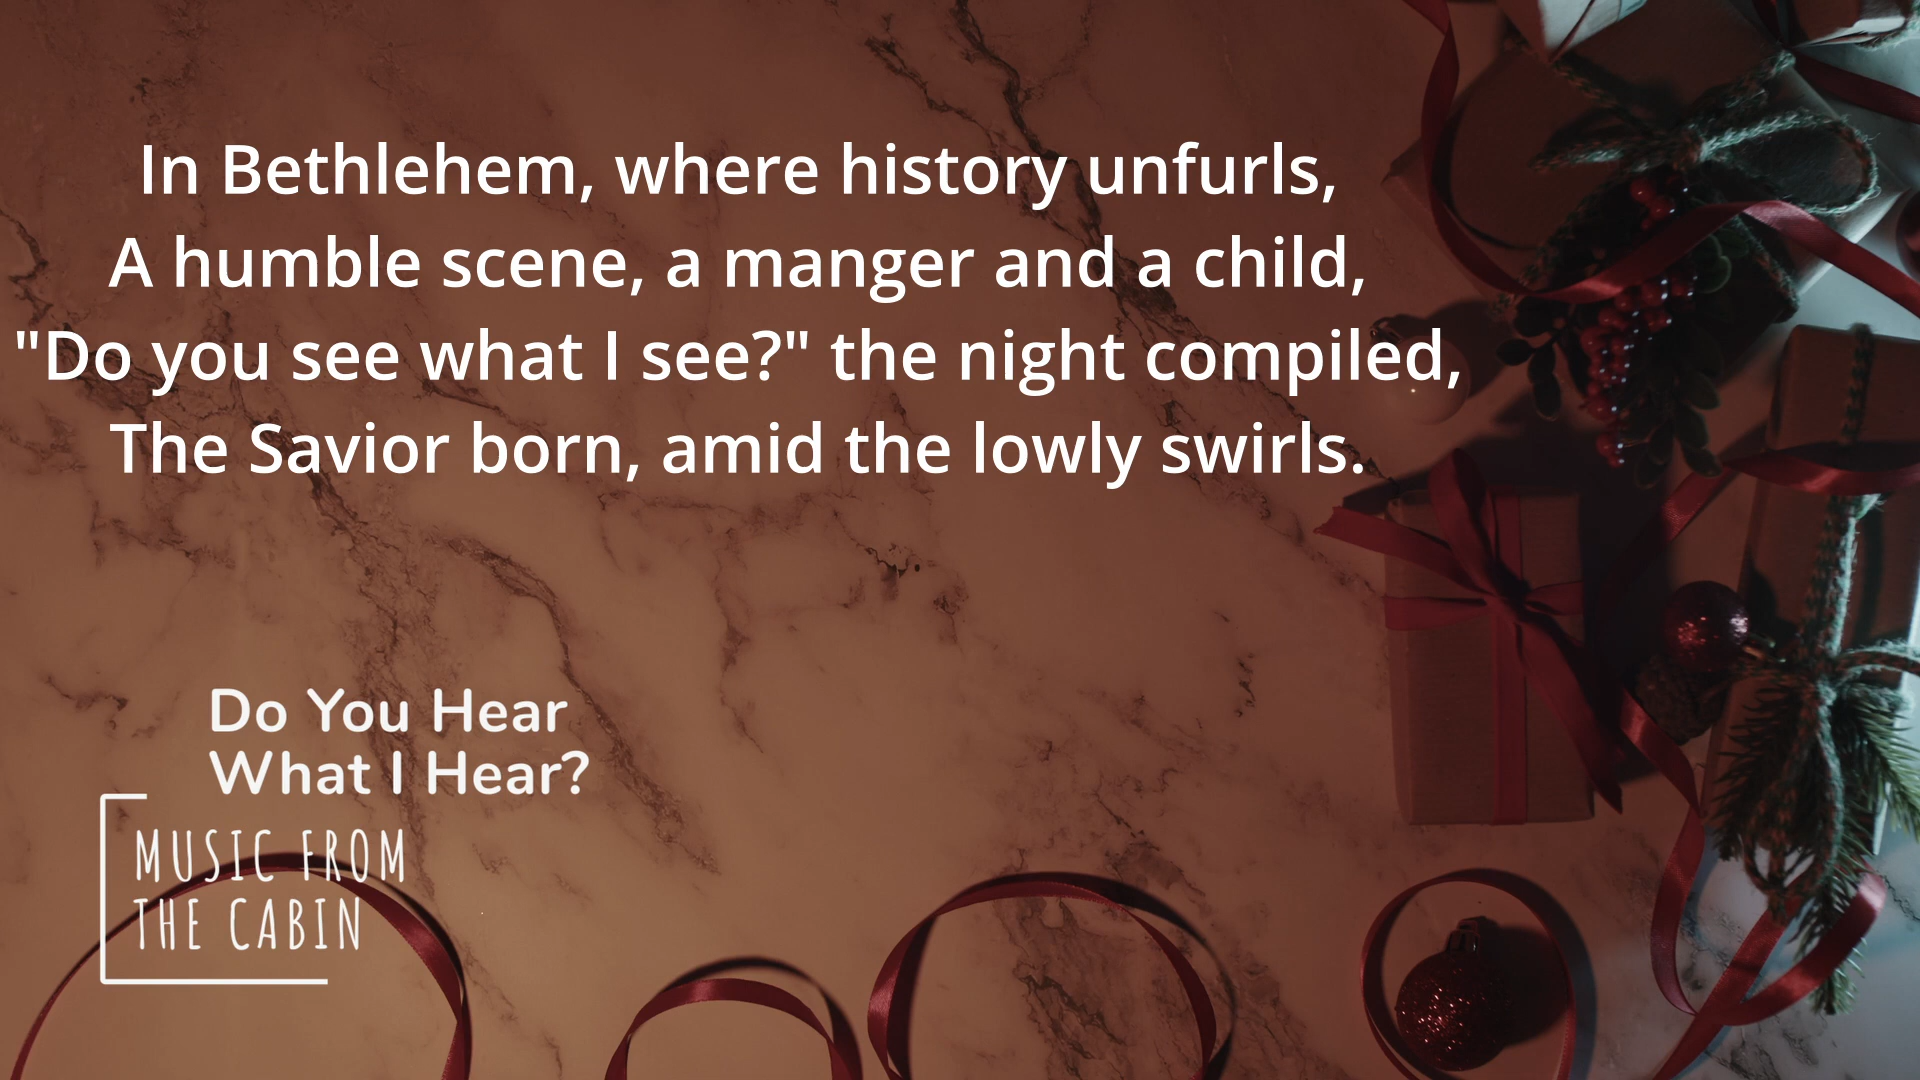 In Bethlehem, where history unfurls,
A humble scene, a manger and a child,
"Do you see what I see?" the night compiled,
The Savior born, amid the lowly swirls.
Do You Hear
What I Hear?
MUSIC FROM
THE CABIN